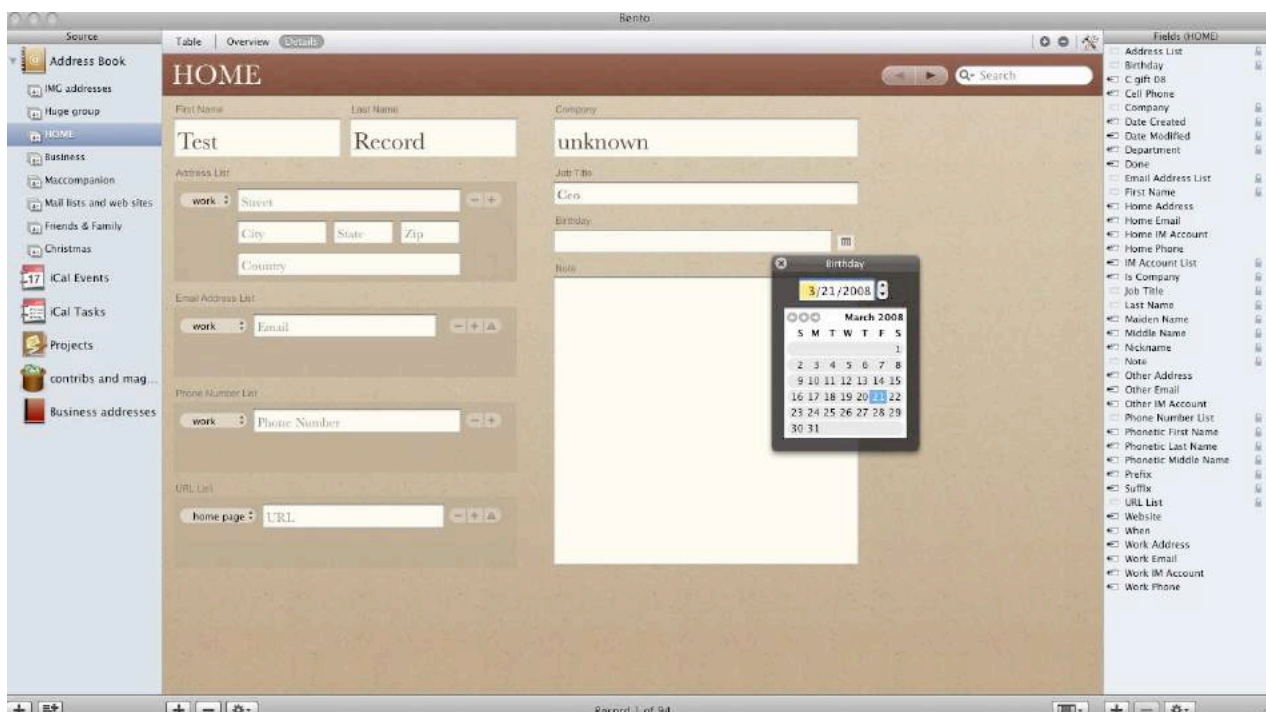 Bento
Source
Address Book
IMG addresses
Huge group
HOME
Business
Maccompanion
Mail lists and web sites
Friends & Family
Christmas
17 iCal Events
iCal Tasks
Projects
contribs and mag...
Business addresses
Table Overview Details
HOME
Search
First Name Last Name
Test Record
Address List
work Street
City State Zip
Country
Email Address List
work Email
Phone Number List
work Phone Number
URL List
home page URL
Company
unknown
Job Title
Ceo
Birthday
Note
Birthday
3/21/2008
March 2008
S M T W T F S
1
2 3 4 5 6 7 8
9 10 11 12 13 14 15
16 17 18 19 20 21 22
23 24 25 26 27 28 29
30 31
Record 1 of 94
Fields (HOME)
Address List
Birthday
C gift 08
Cell Phone
Company
Date Created
Date Modified
Department
Done
Email Address List
First Name
Home Address
Home Email
Home IM Account
Home Phone
IM Account List
Is Company
Job Title
Last Name
Maiden Name
Middle Name
Nickname
Note
Other Address
Other Email
Other IM Account
Phone Number List
Phonetic First Name
Phonetic Last Name
Phonetic Middle Name
Prefix
Suffix
URL List
Website
When
Work Address
Work Email
Work IM Account
Work Phone